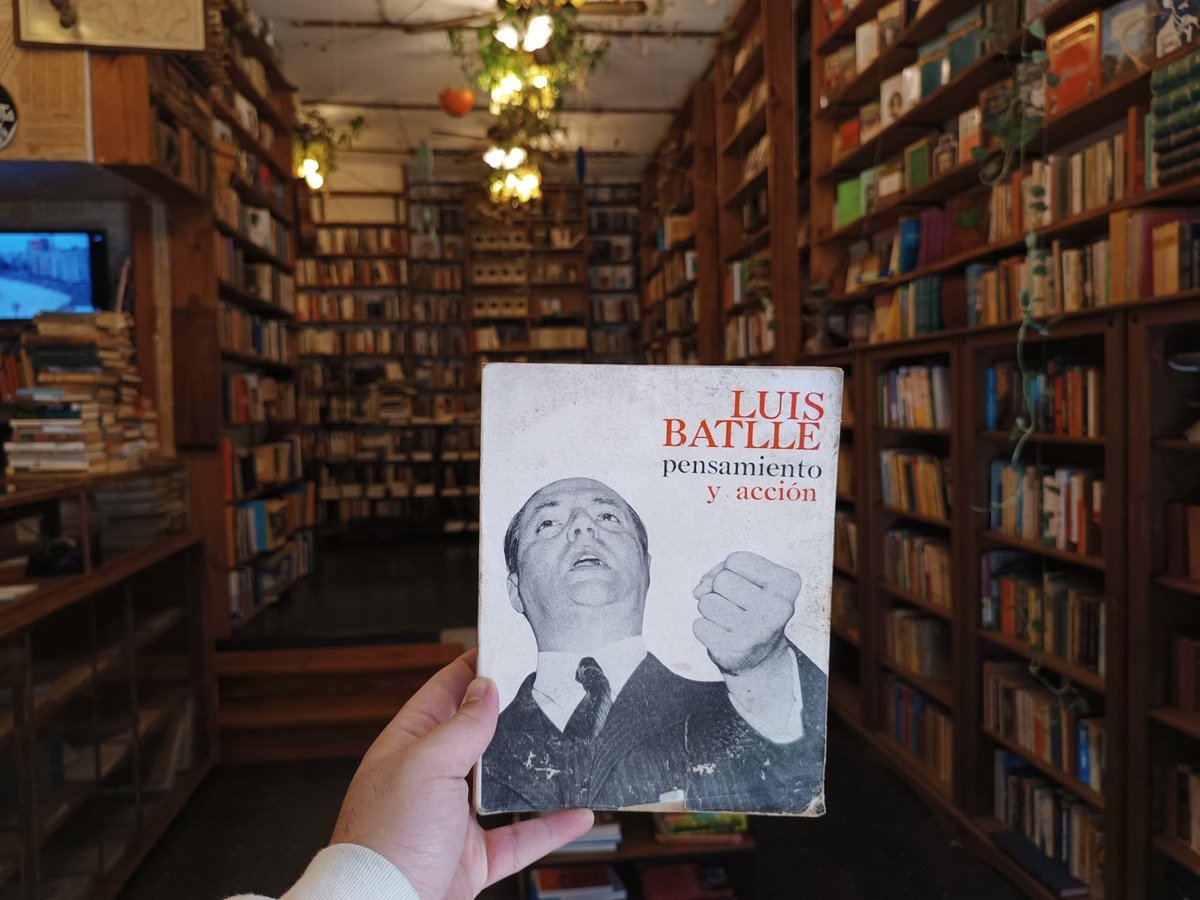 LUIS
BATLLE
pensamiento
y acción